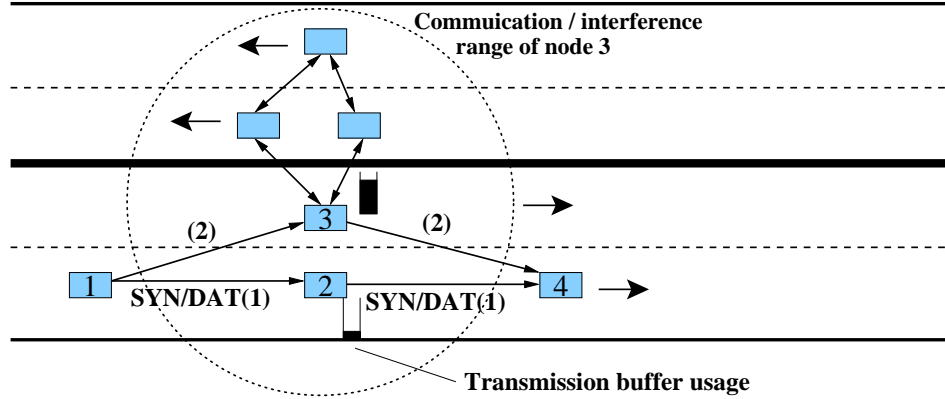 Commuication / interference
range of node 3
3
(2)
(2)
1
2
4
SYN/DAT(1)
SYN/DAT(1)
Transmission buffer usage